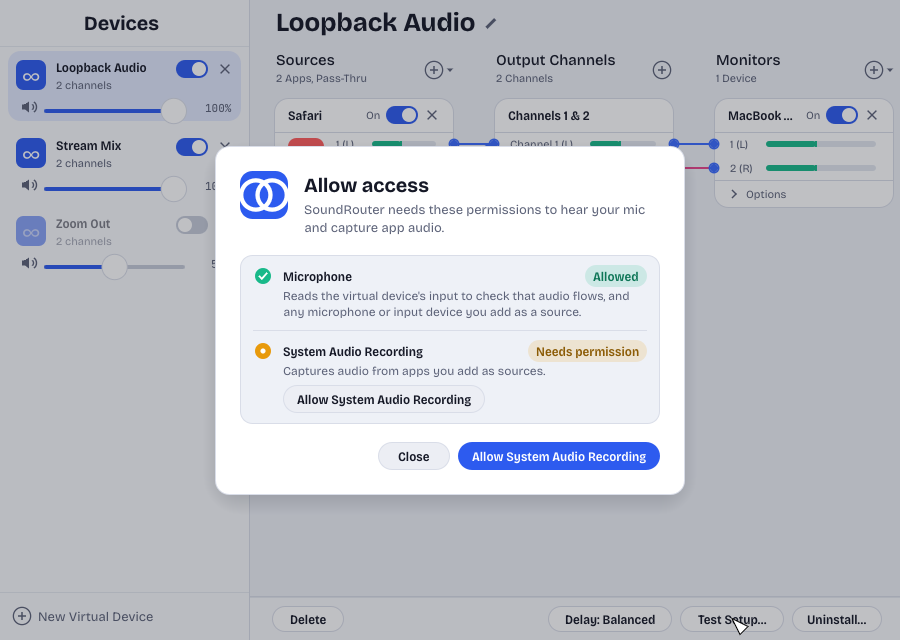 Devices
Loopback Audio
2 channels
100%
Stream Mix
2 channels
Zoom Out
2 channels
New Virtual Device
Loopback Audio
Sources
2 Apps, Pass-Thru
Output Channels
2 Channels
Monitors
1 Device
Safari
On
Channels 1 & 2
MacBook ...
On
1 (L)
2 (R)
Options
Allow access
SoundRouter needs these permissions to hear your mic
and capture app audio.
Microphone
Allowed
Reads the virtual device's input to check that audio flows, and
any microphone or input device you add as a source.
System Audio Recording
Needs permission
Captures audio from apps you add as sources.
Allow System Audio Recording
Close
Allow System Audio Recording
Delete
Delay: Balanced
Test Setup...
Uninstall...